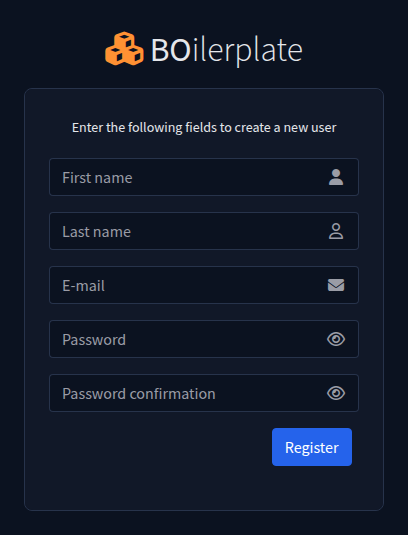 BOilerplate
Enter the following fields to create a new user
First name
Last name
E-mail
Password
Password confirmation
Register